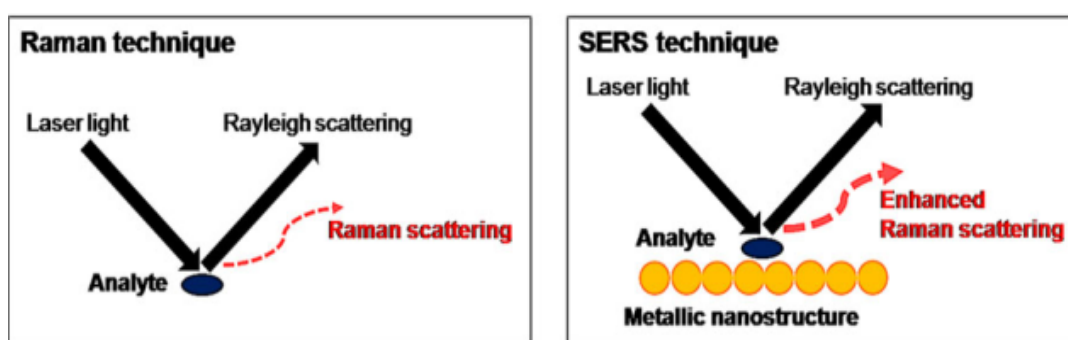 Raman technique
Laser light
Rayleigh scattering
Raman scattering
Analyte
SERS technique
Laser light
Rayleigh scattering
Enhanced
Raman scattering
Analyte
Metallic nanostructure